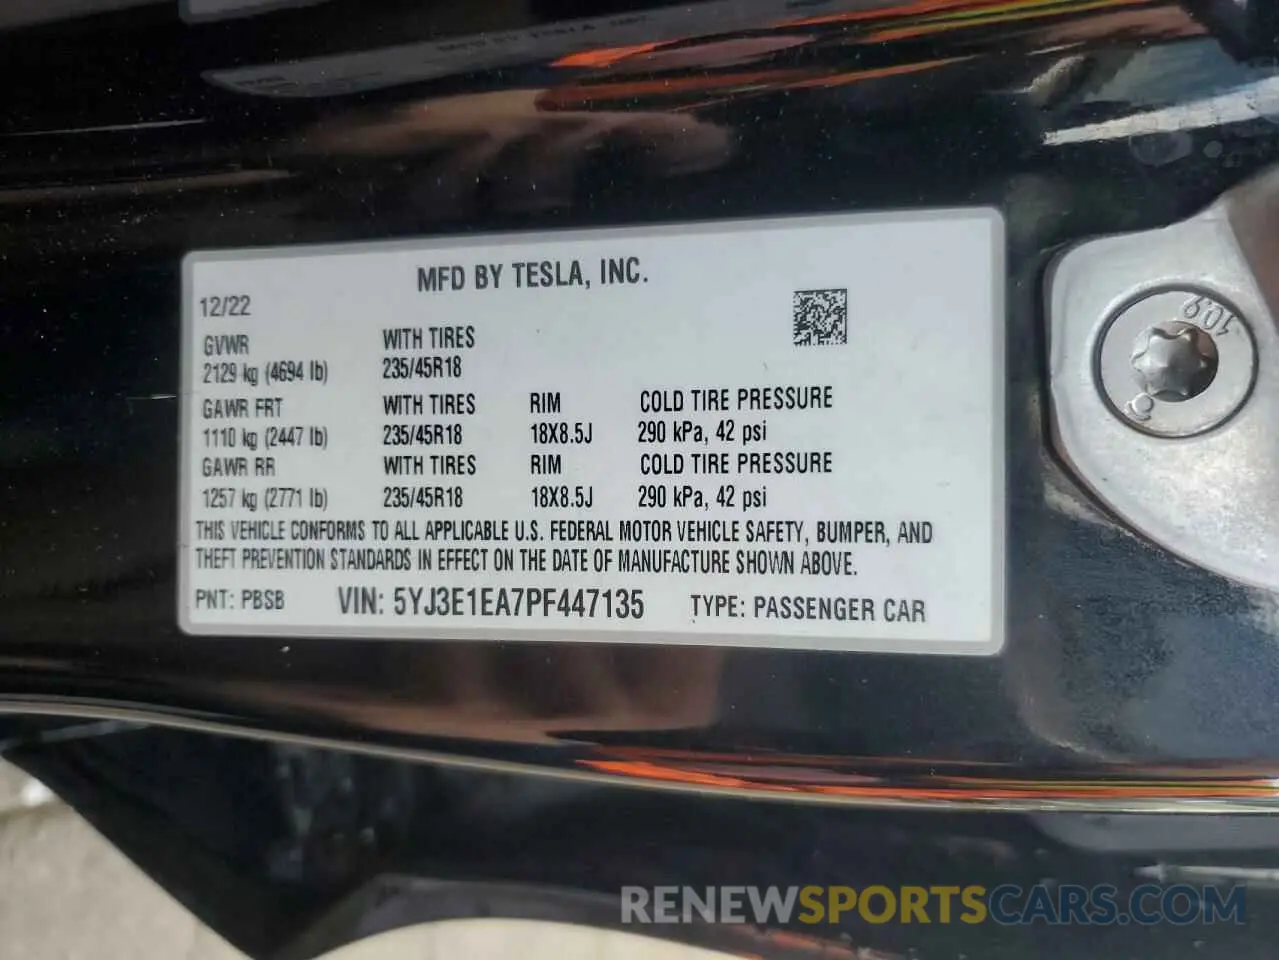 MFD BY TESLA, INC.
12/22
GVWR WITH TIRES
2129 kg (4694 lb) 235/45R18
GAWR FRT WITH TIRES RIM COLD TIRE PRESSURE
1110 kg (2447 lb) 235/45R18 18X8.5J 290 kPa, 42 psi
GAWR RR WITH TIRES RIM COLD TIRE PRESSURE
1257 kg (2771 lb) 235/45R18 18X8.5J 290 kPa, 42 psi
THIS VEHICLE CONFORMS TO ALL APPLICABLE U.S. FEDERAL MOTOR VEHICLE SAFETY, BUMPER, AND
THEFT PREVENTION STANDARDS IN EFFECT ON THE DATE OF MANUFACTURE SHOWN ABOVE.
PNT: PBSB VIN: 5YJ3E1EA7PF447135 TYPE: PASSENGER CAR
10.9
RENEWSPORTSCARS.COM